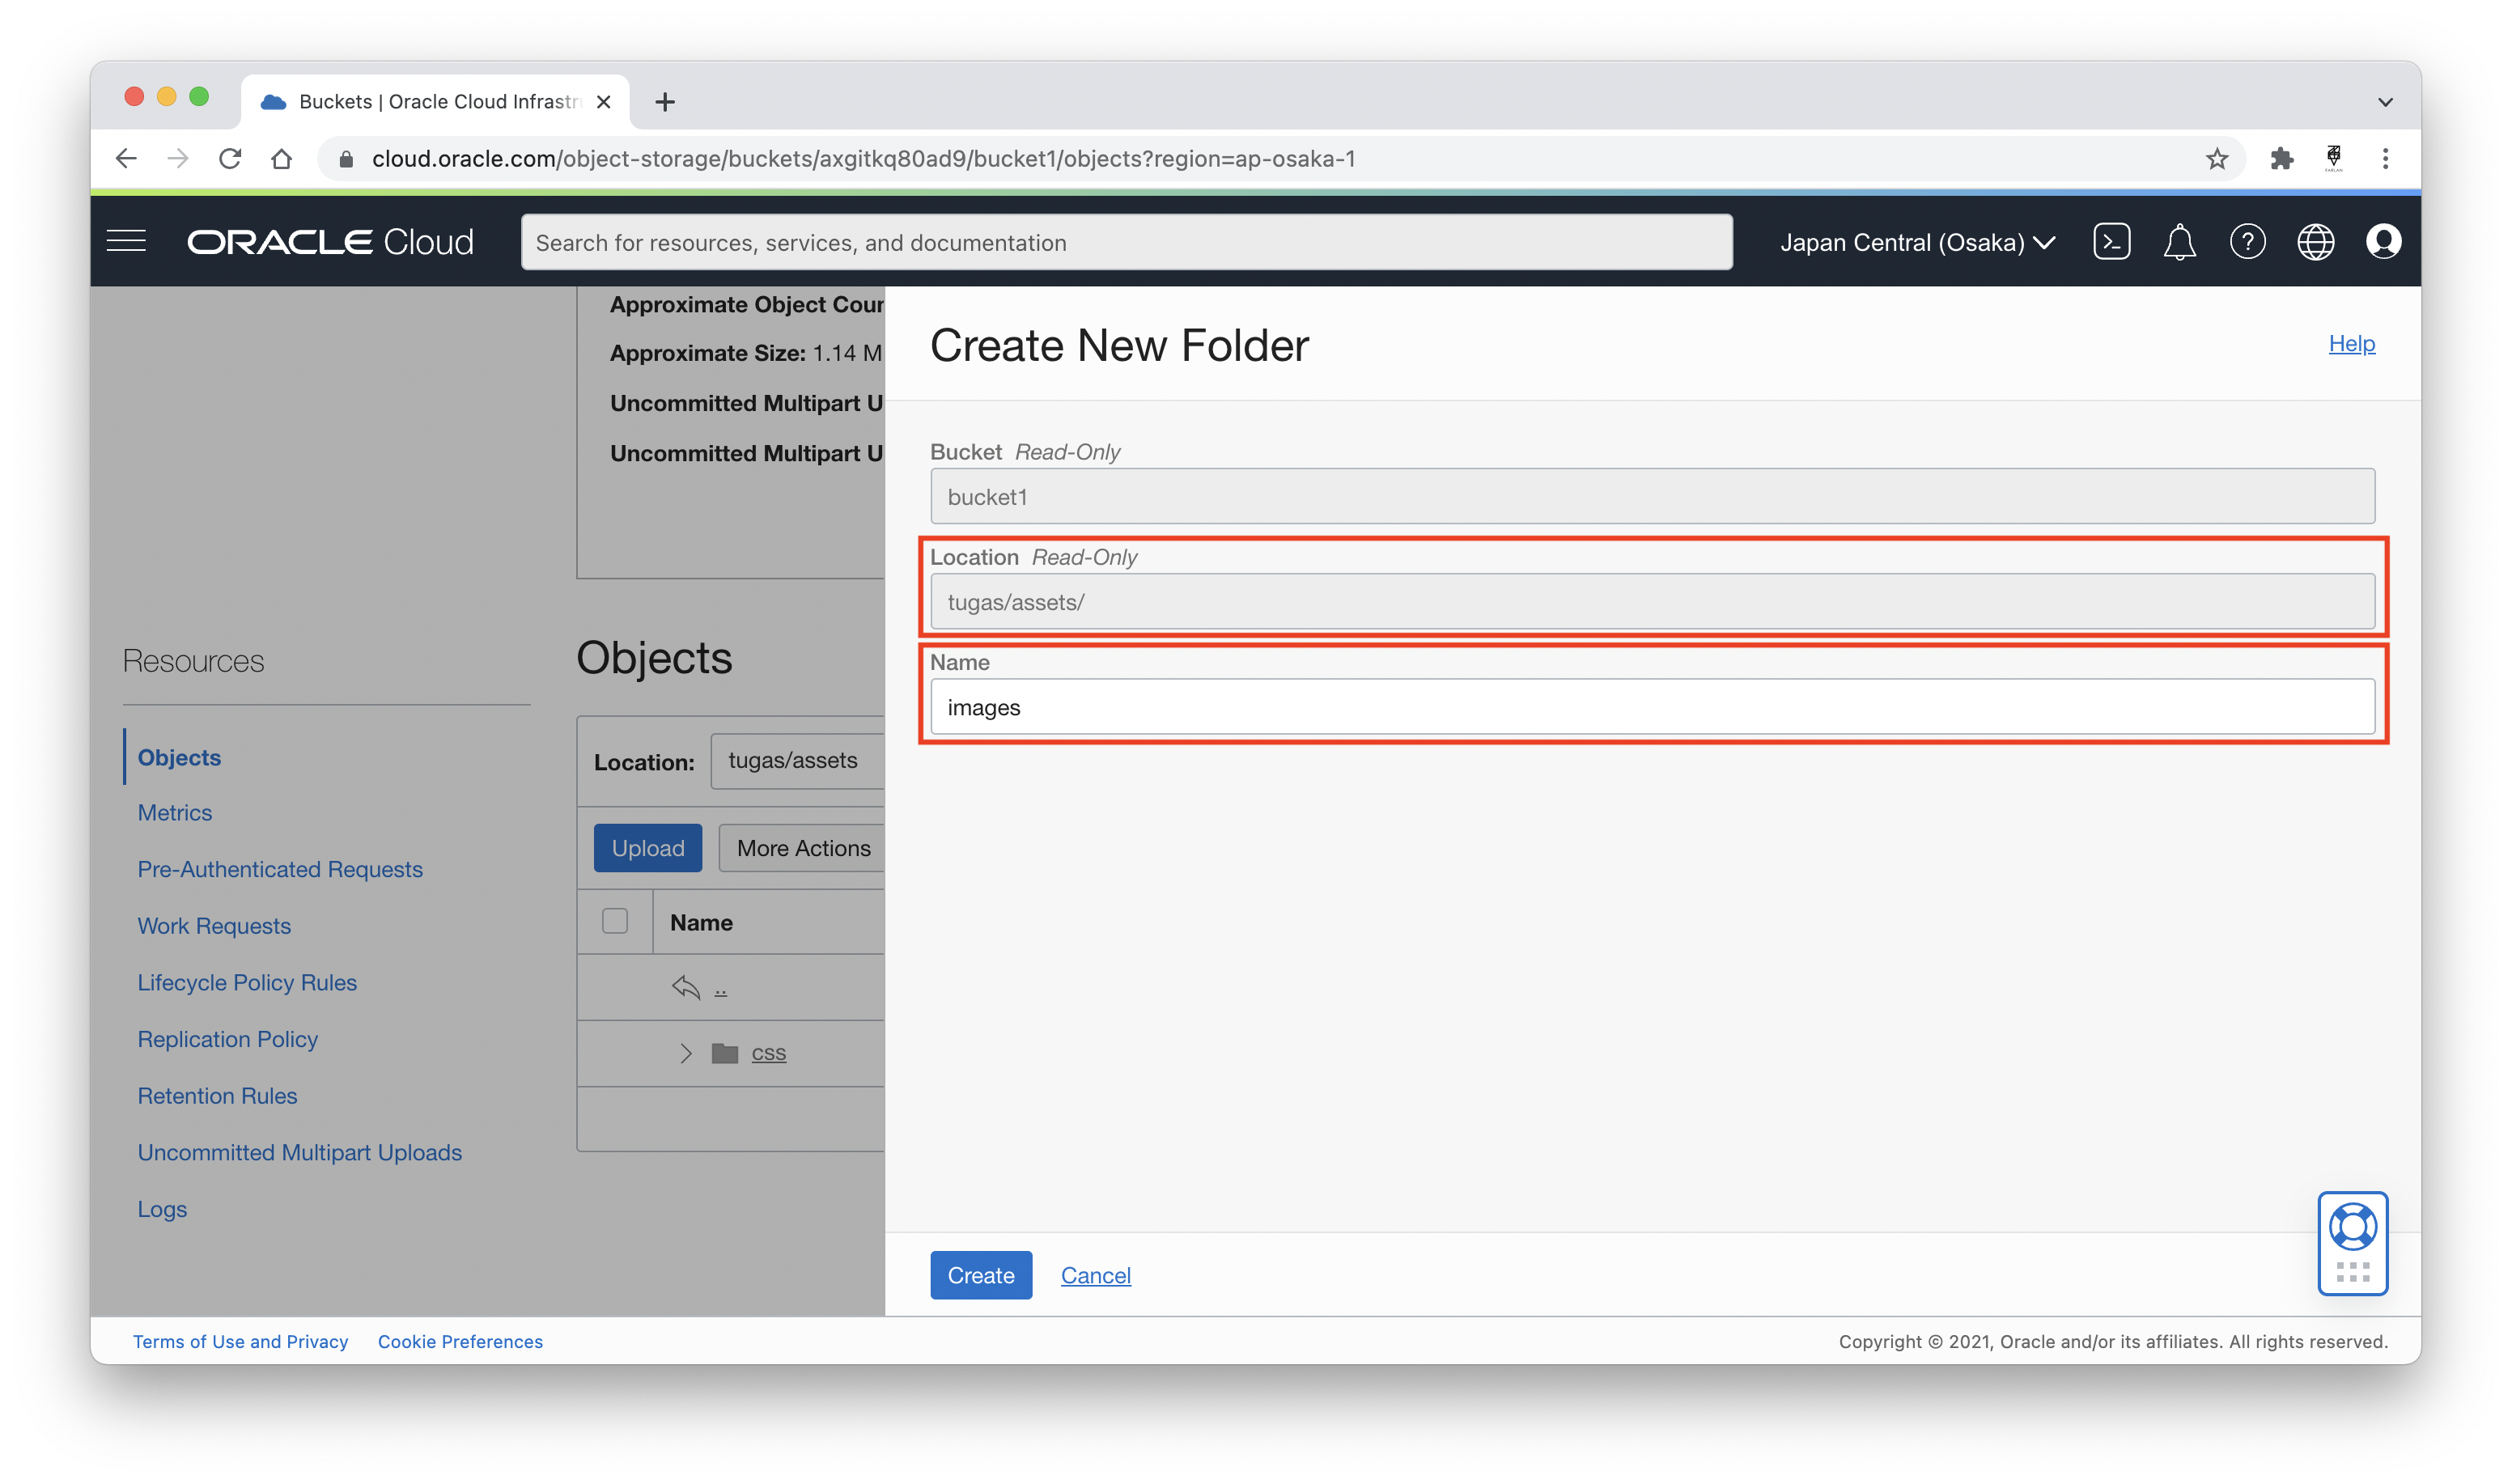 Buckets | Oracle Cloud Infrastr
cloud.oracle.com/object-storage/buckets/axgitkq80ad9/bucket1/objects?region=ap-osaka-1
ORACLE Cloud
Search for resources, services, and documentation
Japan Central (Osaka)
Approximate Object Coun
Approximate Size: 1.14 M
Uncommitted Multipart U
Uncommitted Multipart U
Create New Folder
Help
Bucket Read-Only
bucket1
Location Read-Only
tugas/assets/
Name
images
Resources
Objects
Metrics
Pre-Authenticated Requests
Work Requests
Lifecycle Policy Rules
Replication Policy
Retention Rules
Uncommitted Multipart Uploads
Logs
Objects
Location: tugas/assets
Upload More Actions
Name
..
css
Create Cancel
Terms of Use and Privacy Cookie Preferences
Copyright © 2021, Oracle and/or its affiliates. All rights reserved.